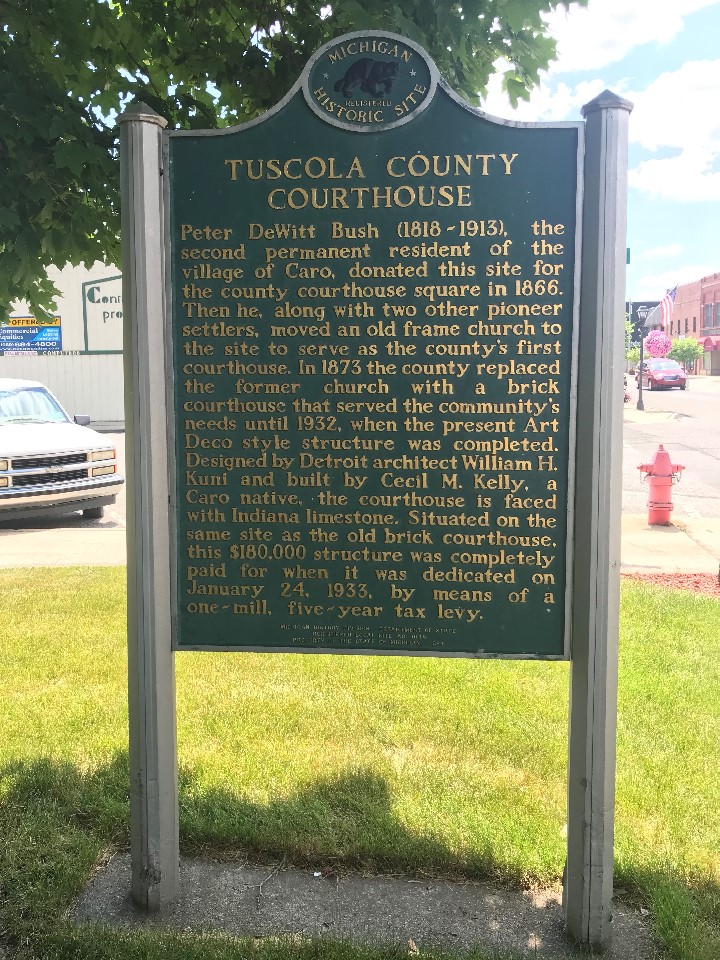 MICHIGAN
REGISTERED
HISTORIC SITE
TUSCOLA COUNTY
COURTHOUSE
Peter DeWitt Bush (1818-1913), the
second permanent resident of the
village of Caro, donated this site for
the county courthouse square in 1866.
Then he, along with two other pioneer
settlers, moved an old frame church to
the site to serve as the county's first
courthouse. In 1873 the county replaced
the former church with a brick
courthouse that served the community's
needs until 1932, when the present Art
Deco style structure was completed.
Designed by Detroit architect William H.
Kuni and built by Cecil M. Kelly, a
Caro native, the courthouse is faced
with Indiana limestone. Situated on the
same site as the old brick courthouse,
this $180,000 structure was completely
paid for when it was dedicated on
January 24, 1933, by means of a
one-mill, five-year tax levy.
MICHIGAN HISTORY DIVISION, DEPARTMENT OF STATE